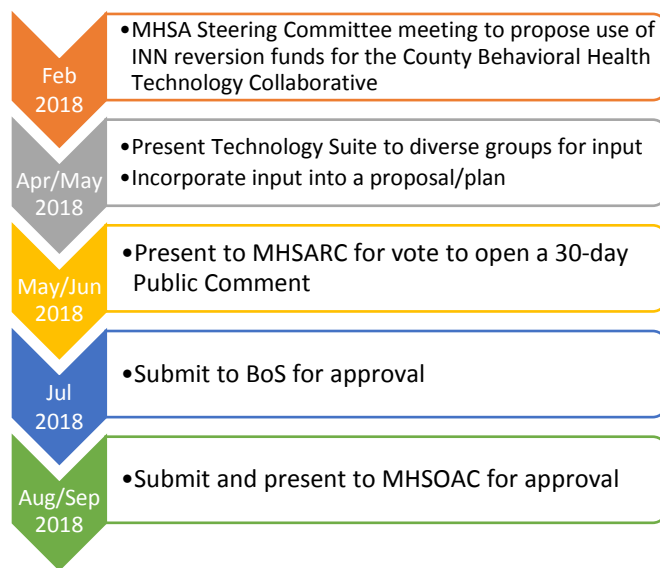 Feb
2018
•MHSA Steering Committee meeting to propose use of
INN reversion funds for the County Behavioral Health
Technology Collaborative
Apr/May
2018
•Present Technology Suite to diverse groups for input
•Incorporate input into a proposal/plan
May/Jun
2018
•Present to MHSARC for vote to open a 30-day
Public Comment
Jul
2018
•Submit to BoS for approval
Aug/Sep
2018
•Submit and present to MHSOAC for approval